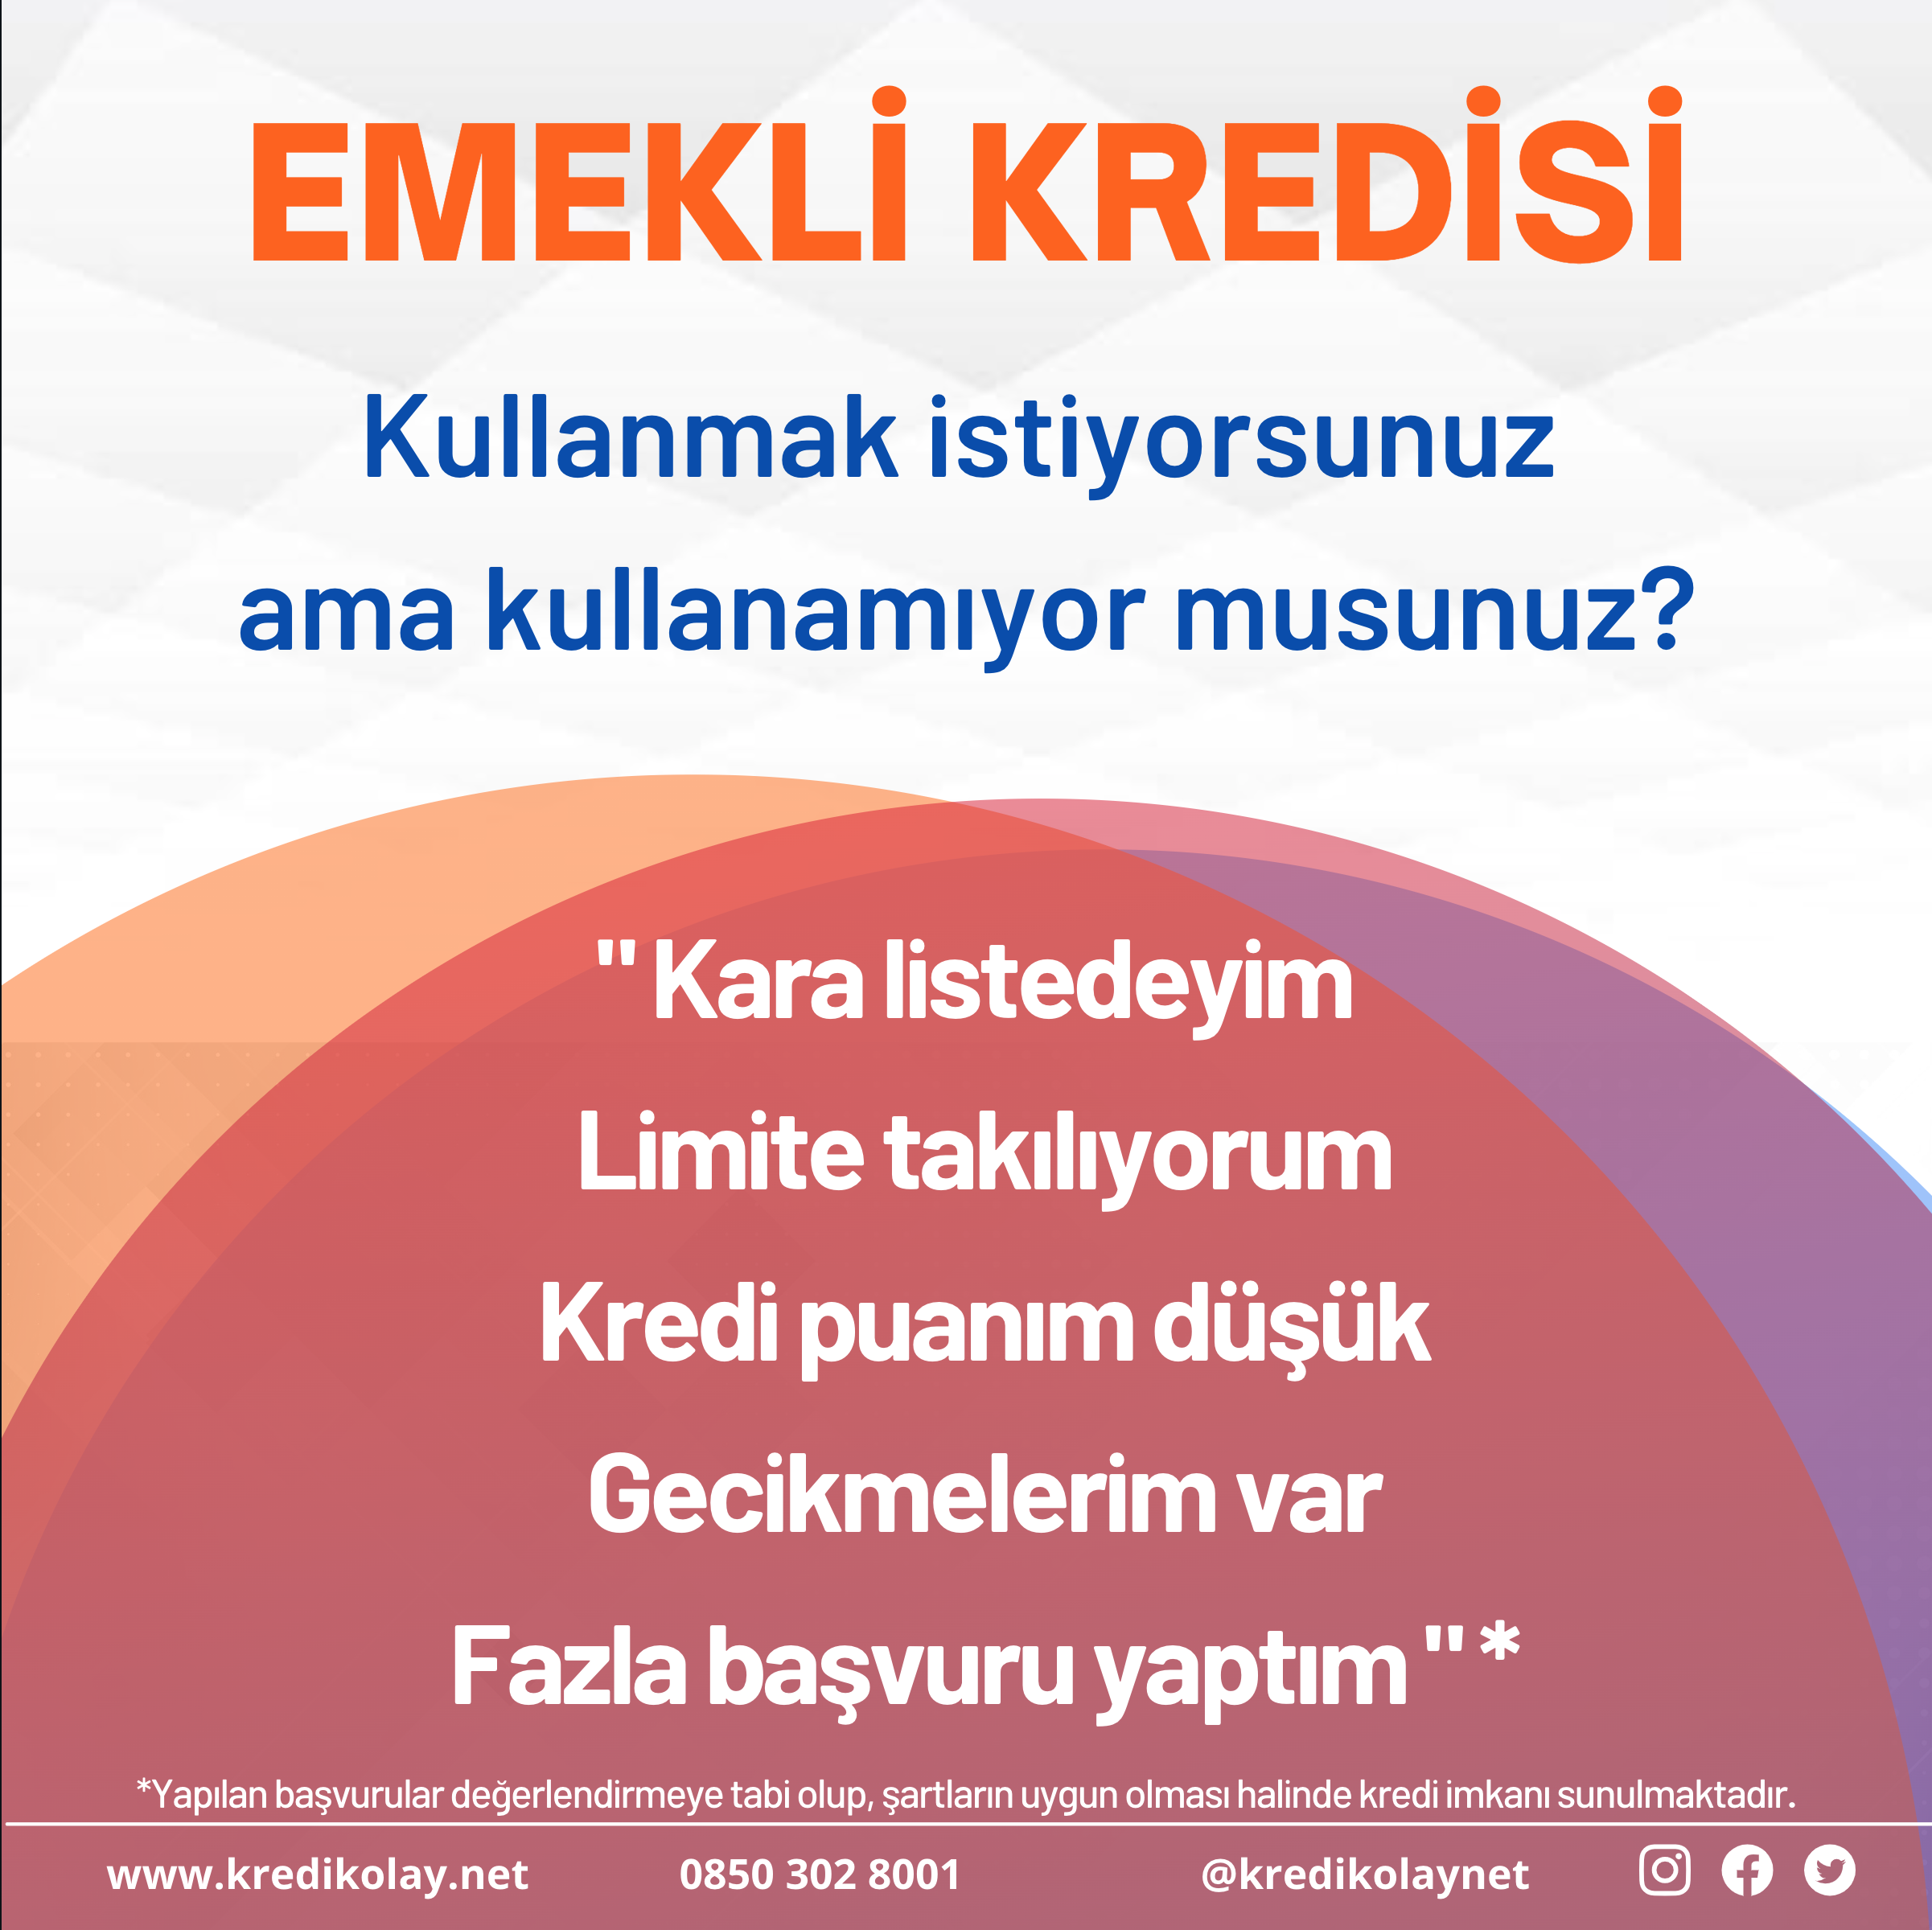 EMEKLİ KREDİSİ
Kullanmak istiyorsunuz
ama kullanamıyor musunuz?
"Kara listedeyim
Limite takılıyorum
Kredi puanım düşük
Gecikmelerim var
Fazla başvuru yaptım"*
*Yapılan başvurular değerlendirmeye tabi olup, şartların uygun olması halinde kredi imkanı sunulmaktadır.
www.kredikolay.net 0850 302 8001 @kredikolaynet